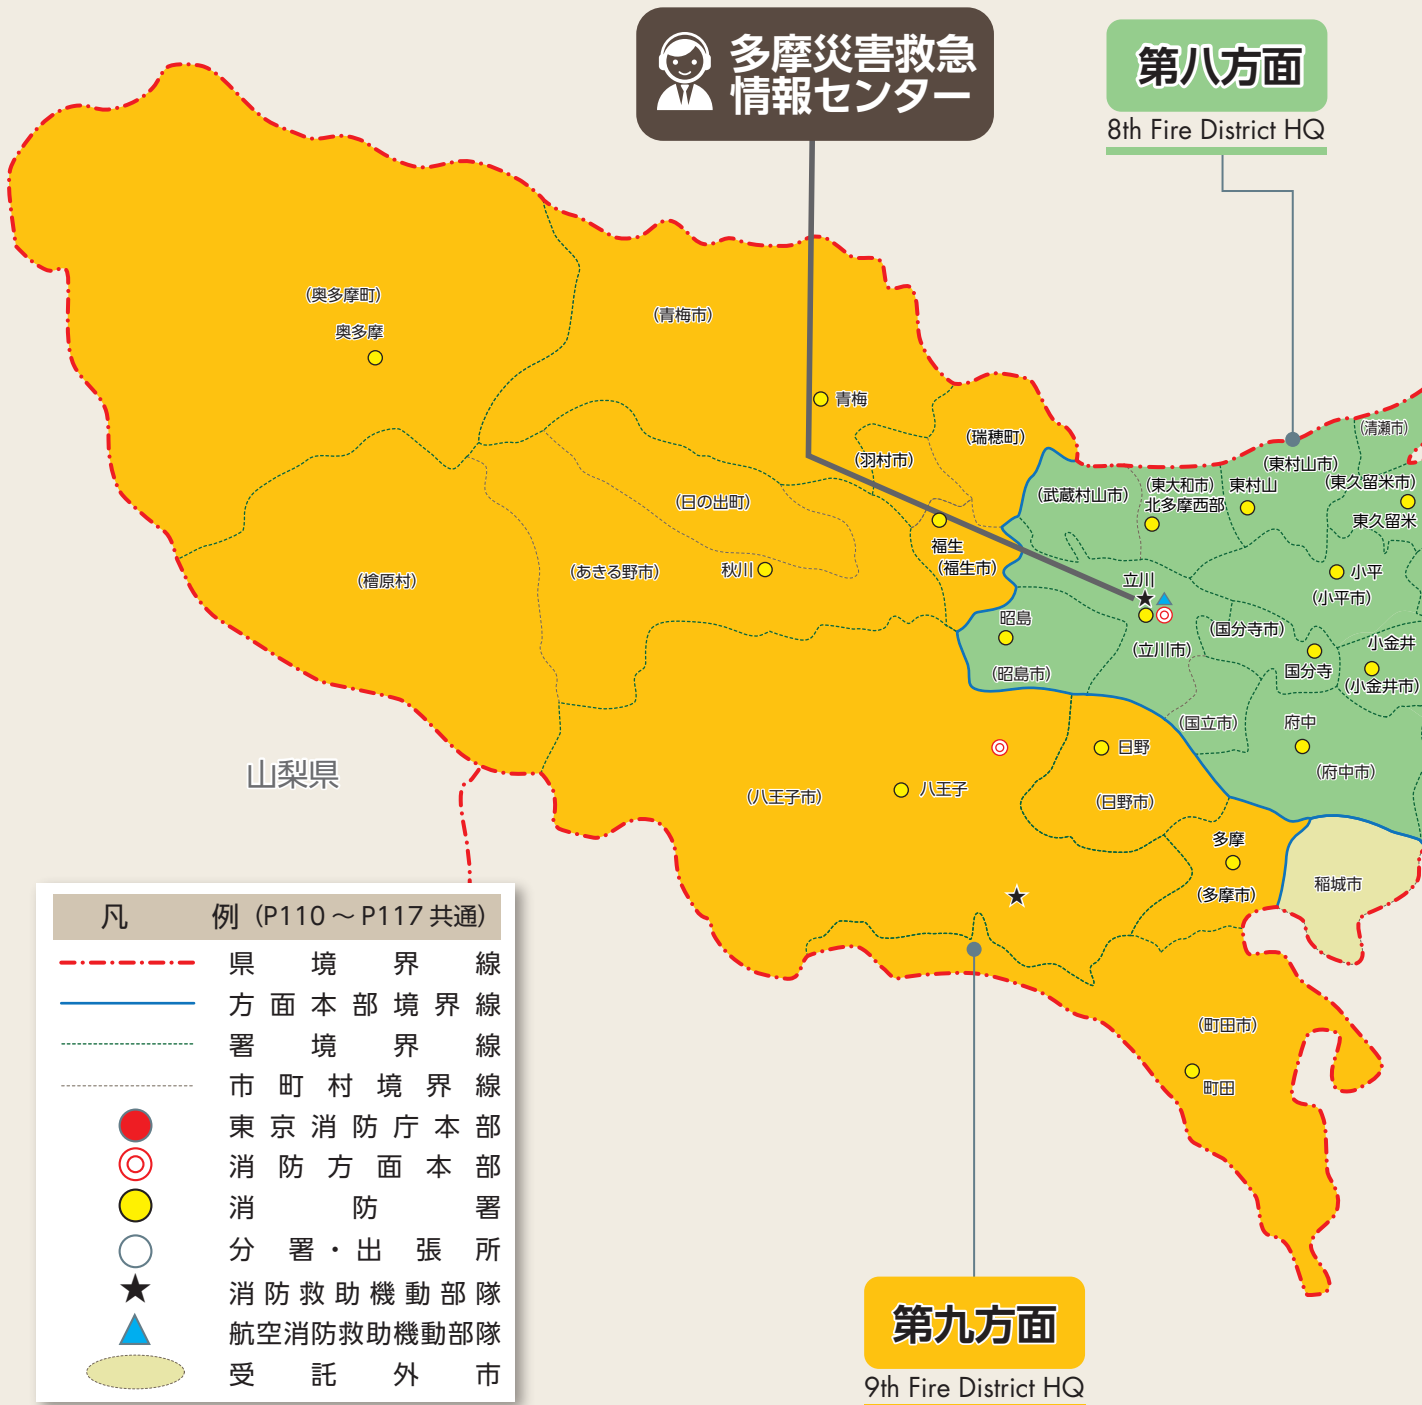 多摩災害救急
情報センター
第八方面
8th Fire District HQ
(奥多摩町)
奥多摩
(青梅市)
青梅
(羽村市)
(瑞穂町)
(清瀬市)
(東村山市)
(武蔵村山市)
(東大和市)
北多摩西部
東村山
(東久留米市)
東久留米
(日の出町)
福生
(福生市)
(檜原村)
(あきる野市)
秋川
立川
小平
(小平市)
昭島
(昭島市)
(立川市)
(国分寺市)
国分寺
小金井
(小金井市)
(国立市)
府中
(府中市)
山梨県
日野
(日野市)
八王子
(八王子市)
多摩
(多摩市)
稲城市
(町田市)
町田
凡例 (P110～P117共通)
県境界線
方面本部境界線
署境界線
市町村境界線
東京消防庁本部
消防方面本部
消防署
分署・出張所
消防救助機動部隊
航空消防救助機動部隊
受託外市
第九方面
9th Fire District HQ